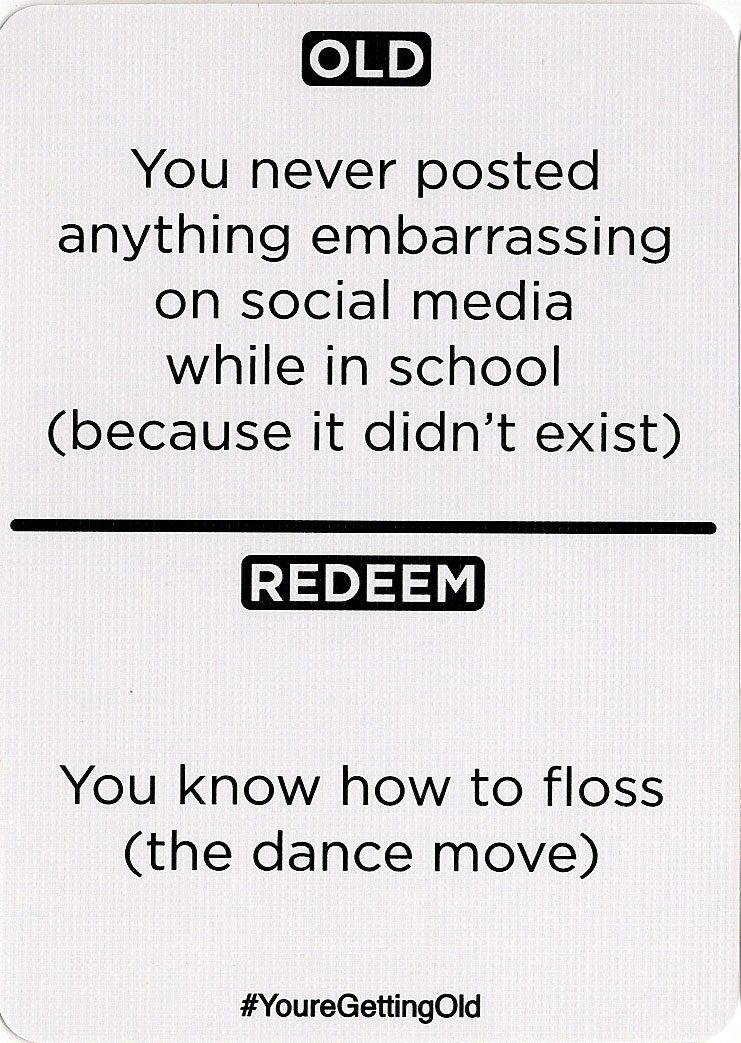 OLD
You never posted
anything embarrassing
on social media
while in school
(because it didn’t exist)
REDEEM
You know how to floss
(the dance move)
#YoureGettingOld